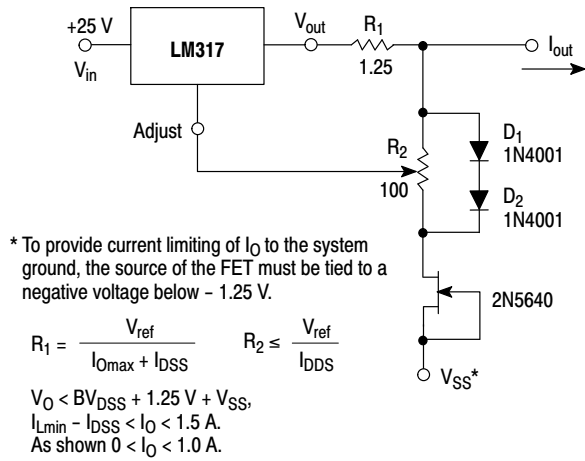 +25 V
V_in
LM317
V_out
R_1
1.25
I_out
Adjust
R_2
100
D_1
1N4001
D_2
1N4001
* To provide current limiting of I_O to the system
ground, the source of the FET must be tied to a
negative voltage below – 1.25 V.
2N5640
V_SS*
R_1 = V_ref / (I_Omax + I_DSS)
R_2 ≤ V_ref / I_DDS
V_O < BV_DSS + 1.25 V + V_SS,
I_Lmin – I_DSS < I_O < 1.5 A.
As shown 0 < I_O < 1.0 A.